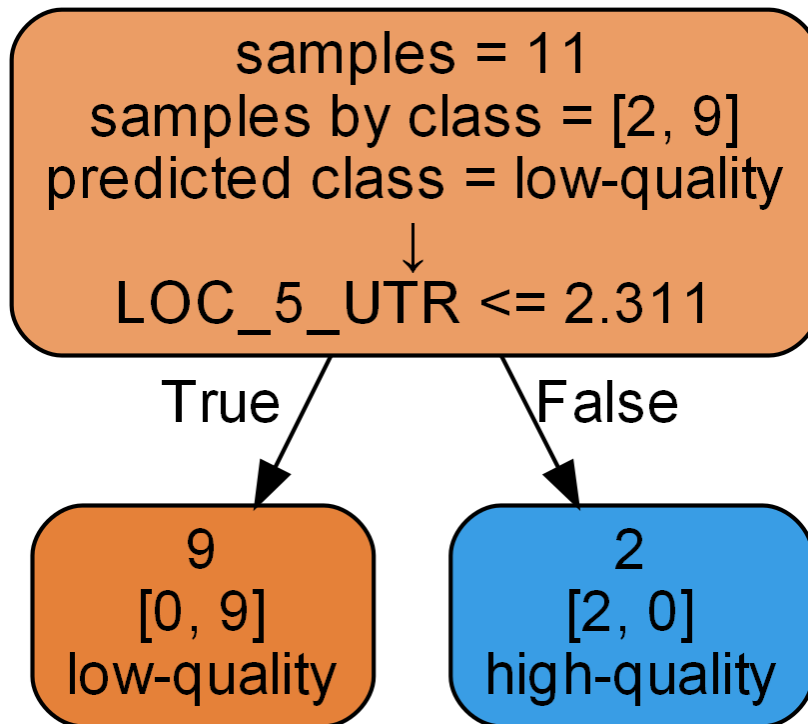 samples = 11
samples by class = [2, 9]
predicted class = low-quality
↓
LOC_5_UTR <= 2.311
True
False
9
[0, 9]
low-quality
2
[2, 0]
high-quality